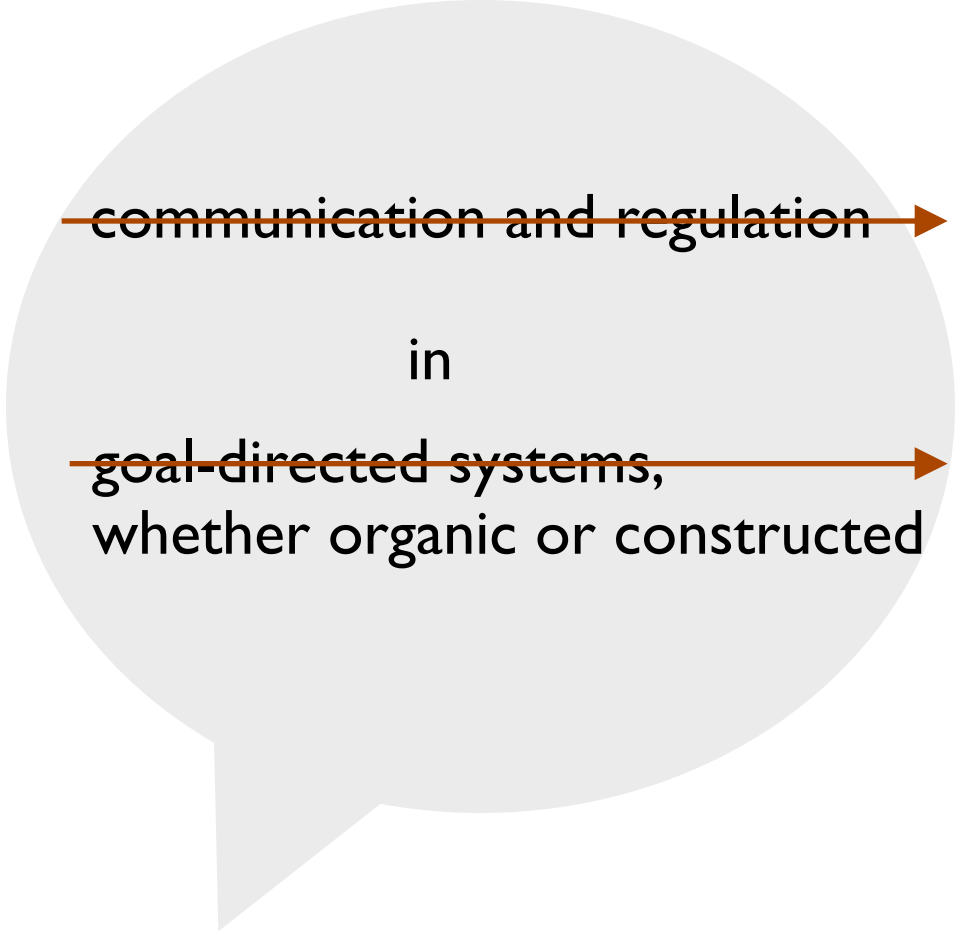 communication and regulation
in
goal-directed systems,
whether organic or constructed